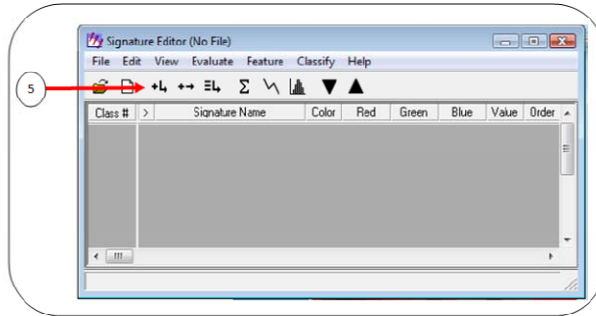 Signature Editor (No File)
File Edit View Evaluate Feature Classify Help
5
Σ
Class # > Signature Name Color Red Green Blue Value Order